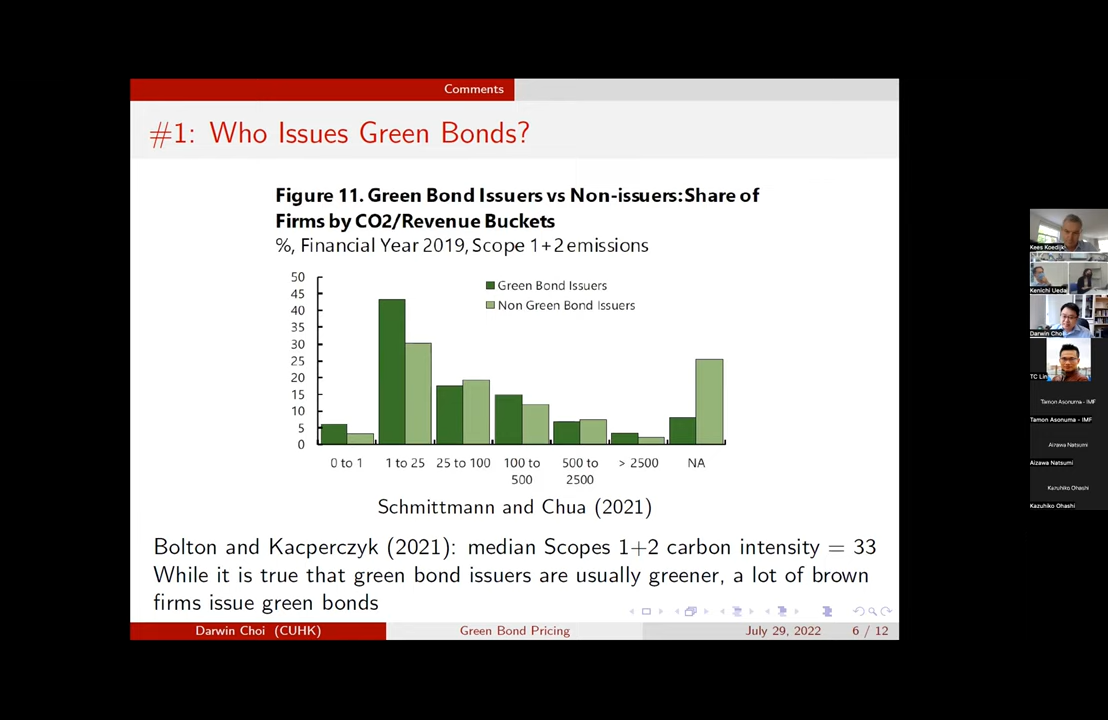 Comments
#1: Who Issues Green Bonds?
Figure 11. Green Bond Issuers vs Non-issuers: Share of
Firms by CO2/Revenue Buckets
%, Financial Year 2019, Scope 1+2 emissions
50
45
40
35
30
25
20
15
10
5
0
Green Bond Issuers
Non Green Bond Issuers
0 to 1
1 to 25
25 to 100
100 to
500
500 to
2500
> 2500
NA
Schmittmann and Chua (2021)
Bolton and Kacperczyk (2021): median Scopes 1+2 carbon intensity = 33
While it is true that green bond issuers are usually greener, a lot of brown
firms issue green bonds
Darwin Choi (CUHK)
Green Bond Pricing
July 29, 2022
6 / 12
Kees Koedijk
Kenichi Ueda
Darwin Choi
TC Lin
Tamon Asonuma - IMF
Tamon Asonuma - IMF
Aizawa Natsumi
Aizawa Natsumi
Kazuhiko Ohashi
Kazuhiko Ohashi